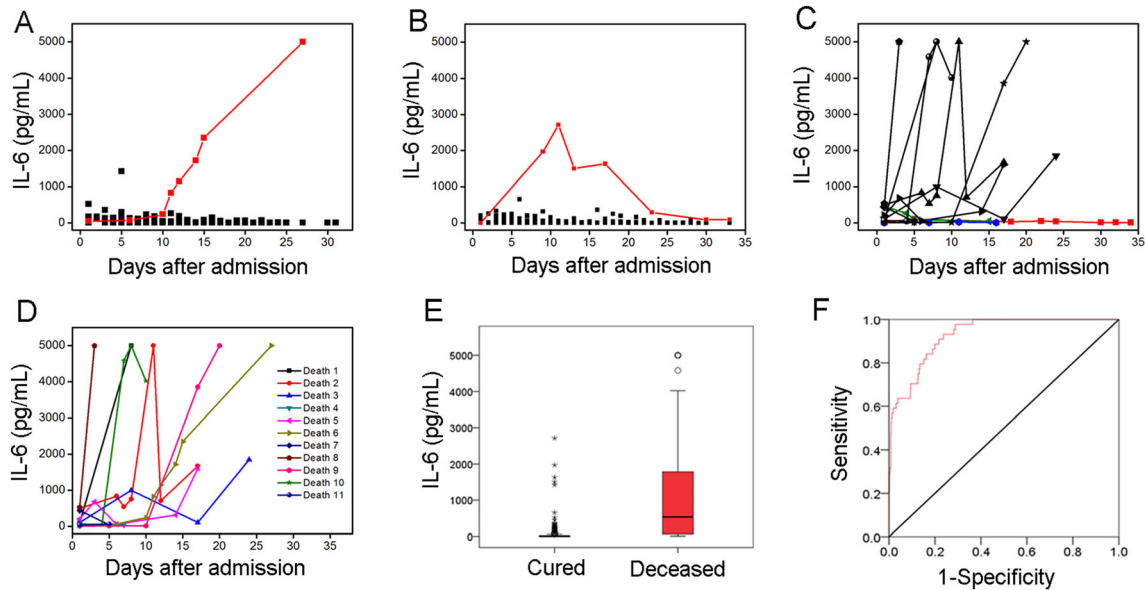 A
IL-6 (pg/mL)
5000
4000
3000
2000
1000
0
0 5 10 15 20 25 30
Days after admission
B
IL-6 (pg/mL)
5000
4000
3000
2000
1000
0
0 5 10 15 20 25 30 35
Days after admission
C
IL-6 (pg/mL)
5000
4000
3000
2000
1000
0
0 5 10 15 20 25 30 35
Days after admission
D
IL-6 (pg/mL)
5000
4000
3000
2000
1000
0
0 5 10 15 20 25 30 35
Days after admission
Death 1
Death 2
Death 3
Death 4
Death 5
Death 6
Death 7
Death 8
Death 9
Death 10
Death 11
E
IL-6 (pg/mL)
5000
4000
3000
2000
1000
0
Cured Deceased
F
Sensitivity
1.0
0.8
0.6
0.4
0.2
0.0
0.0 0.2 0.4 0.6 0.8 1.0
1-Specificity